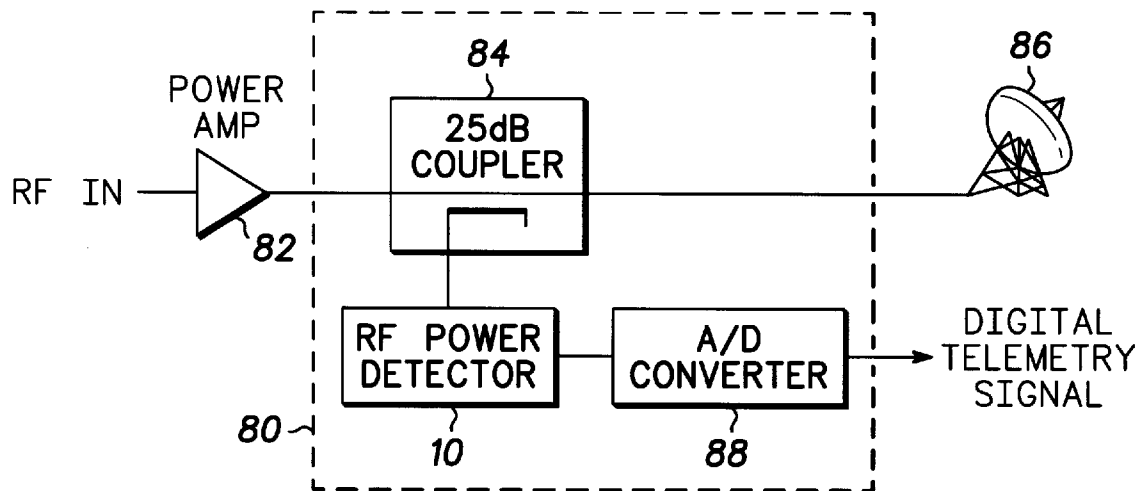 84
86
POWER
AMP
25dB
COUPLER
RF IN
82
RF POWER
DETECTOR
A/D
CONVERTER
DIGITAL
TELEMETRY
SIGNAL
80
10
88